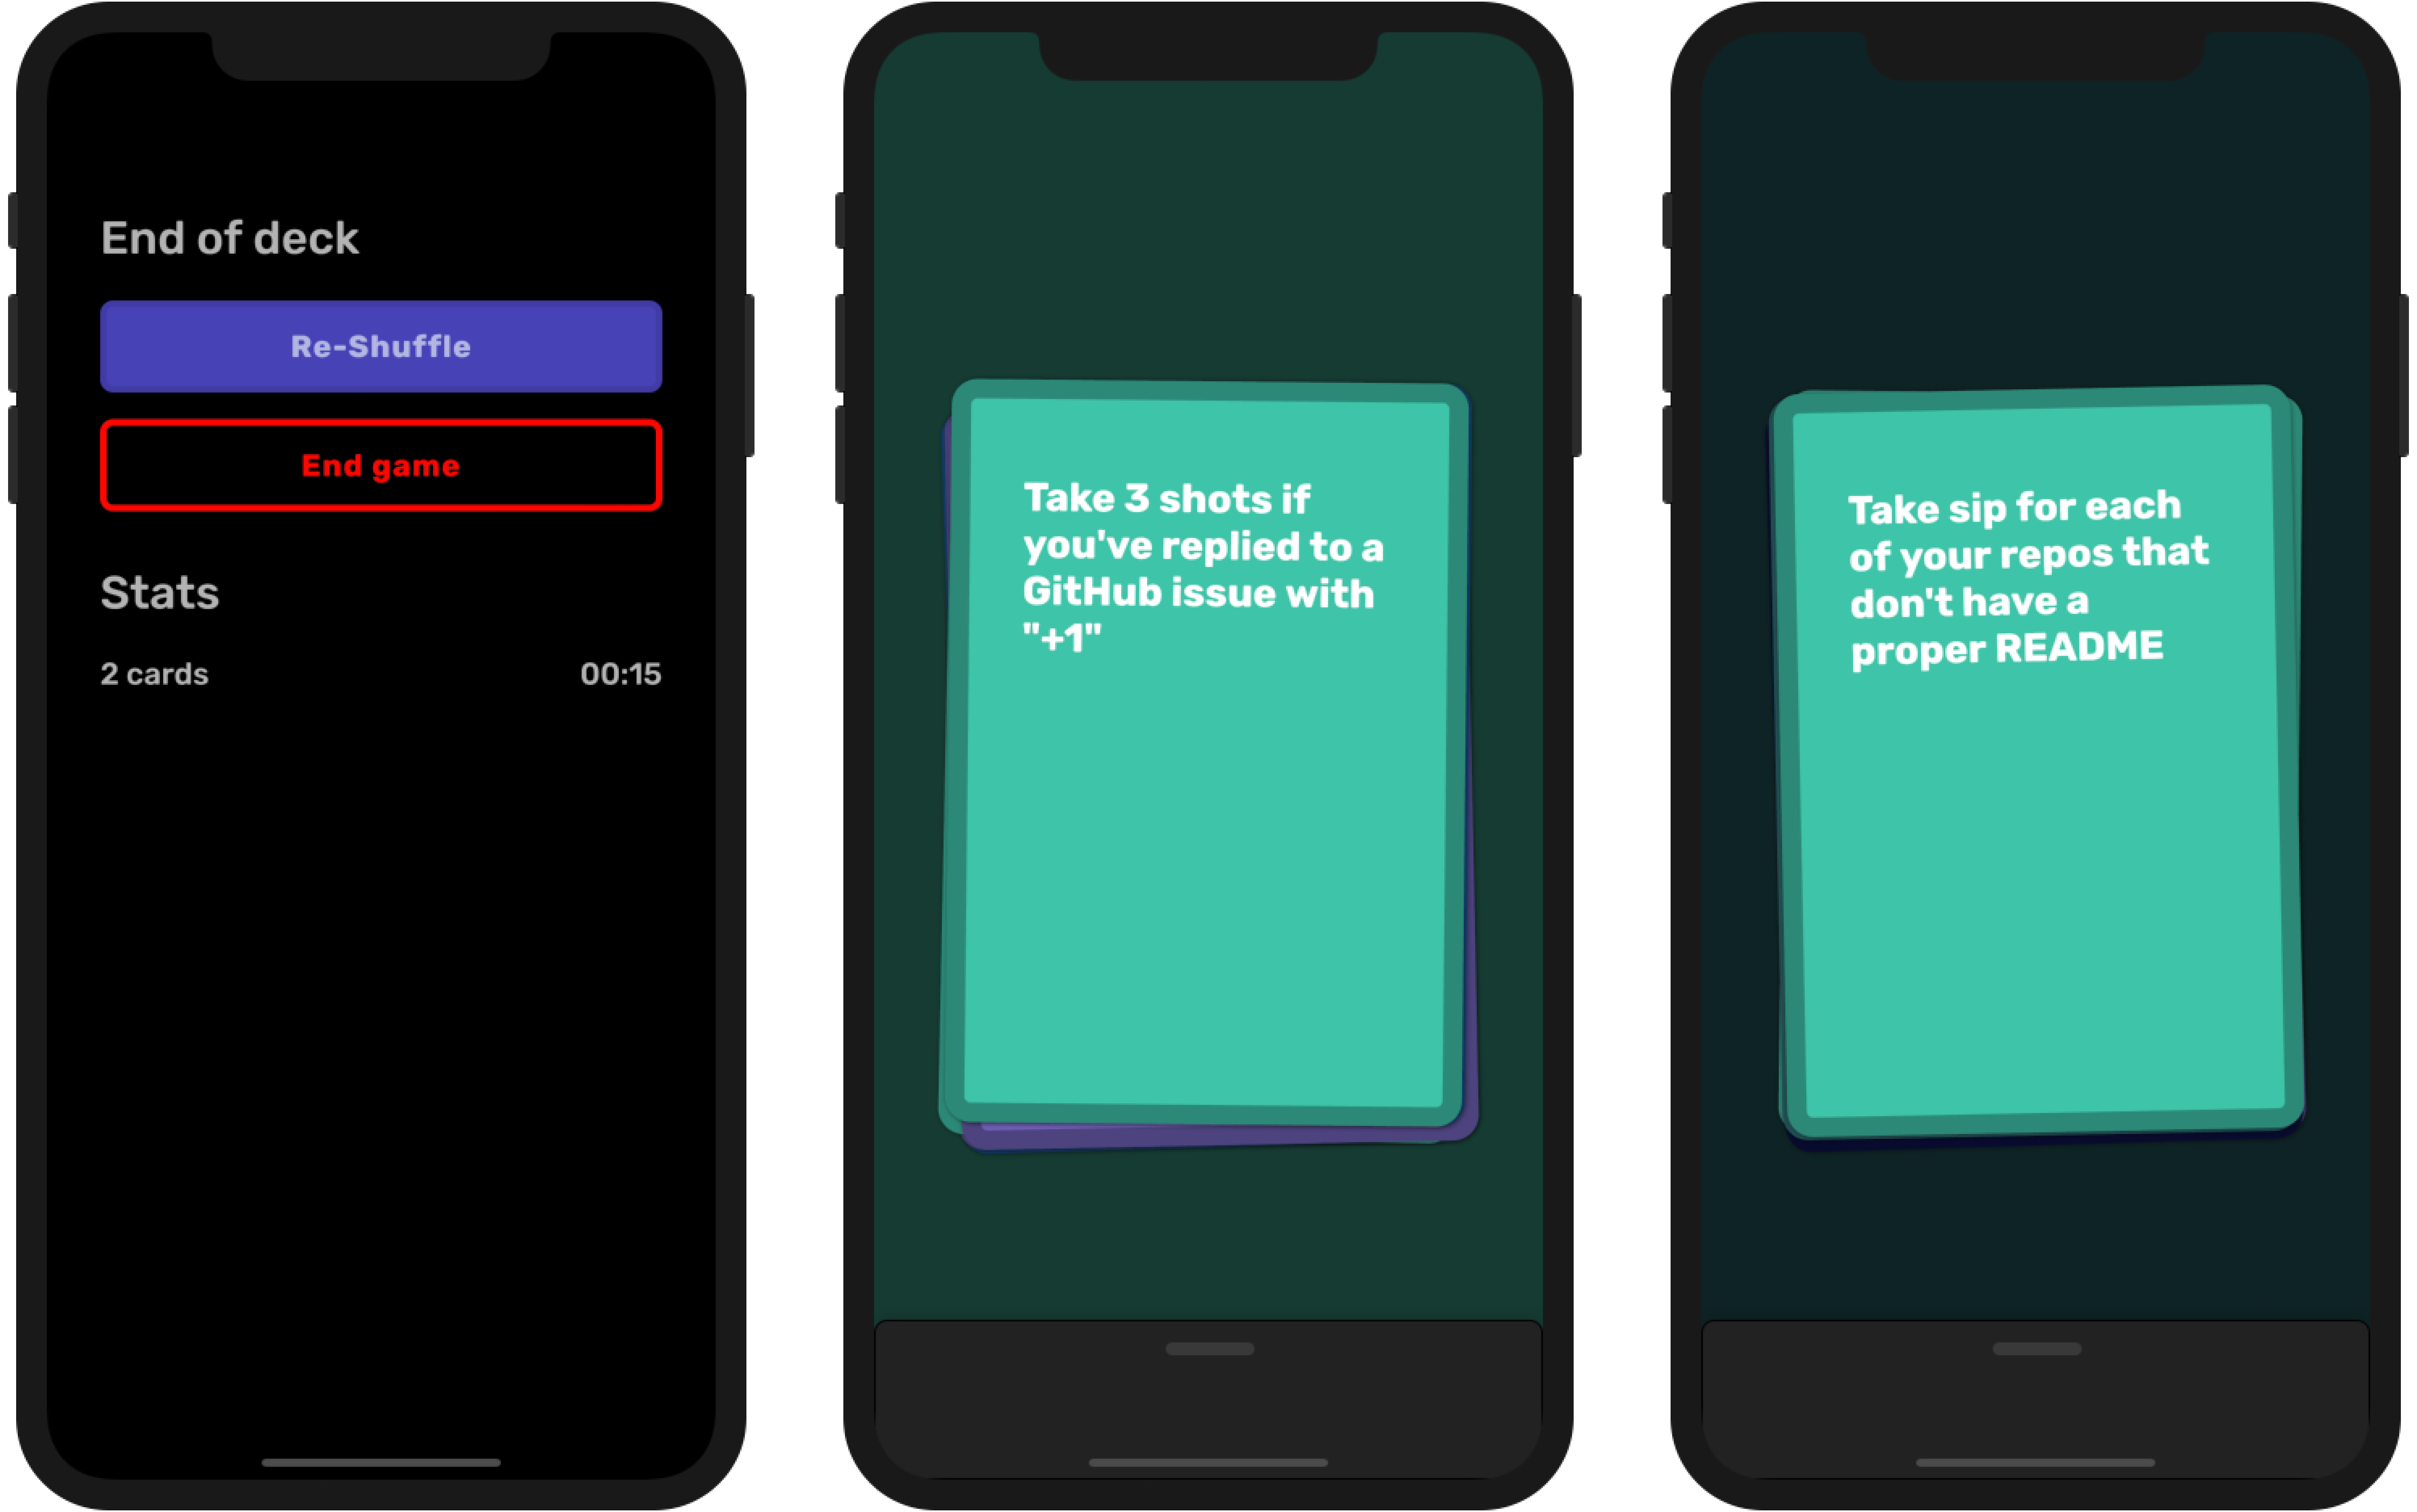 End of deck
Re-Shuffle
End game
Stats
2 cards 00:15
Take 3 shots if
you've replied to a
GitHub issue with
"+1"
Take sip for each
of your repos that
don't have a
proper README